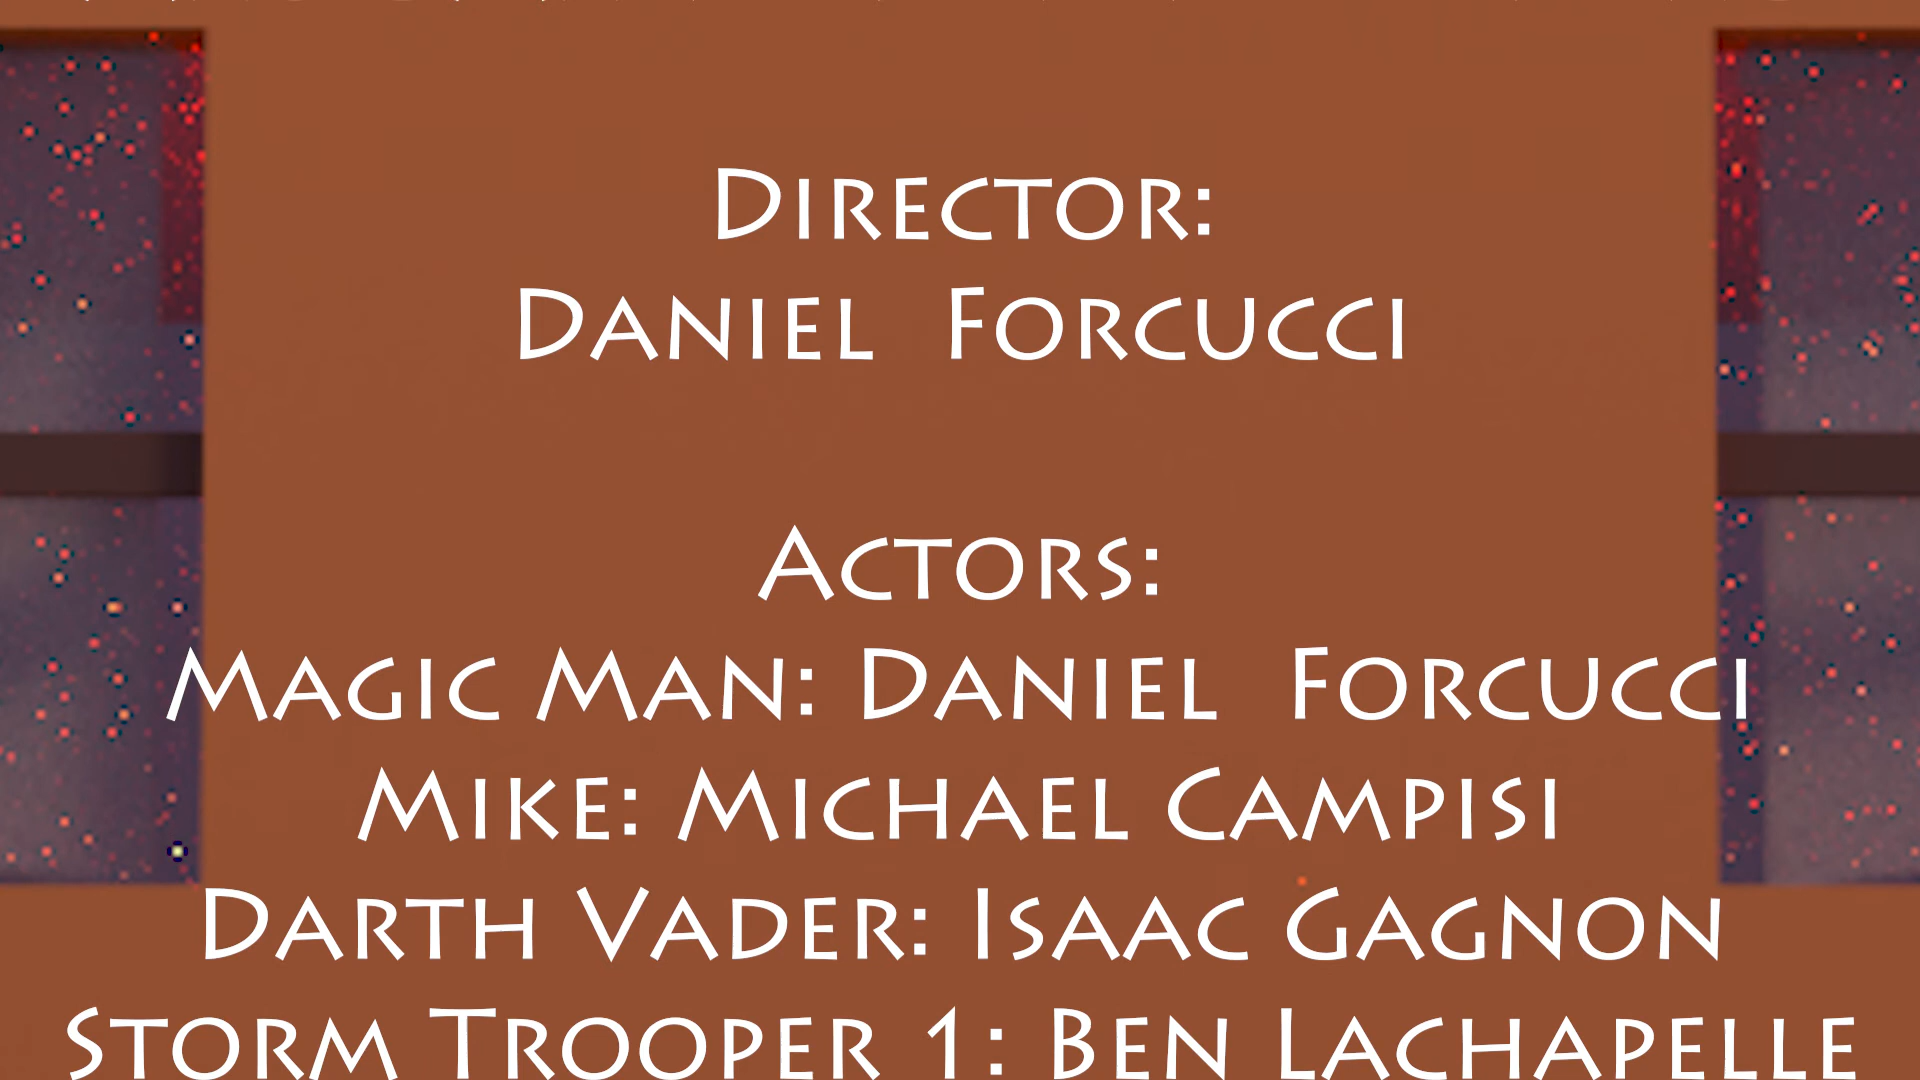 Director:
Daniel Forcucci
Actors:
Magic Man: Daniel Forcucci
Mike: Michael Campisi
Darth Vader: Isaac Gagnon
Storm Trooper 1: Ben Lachapelle